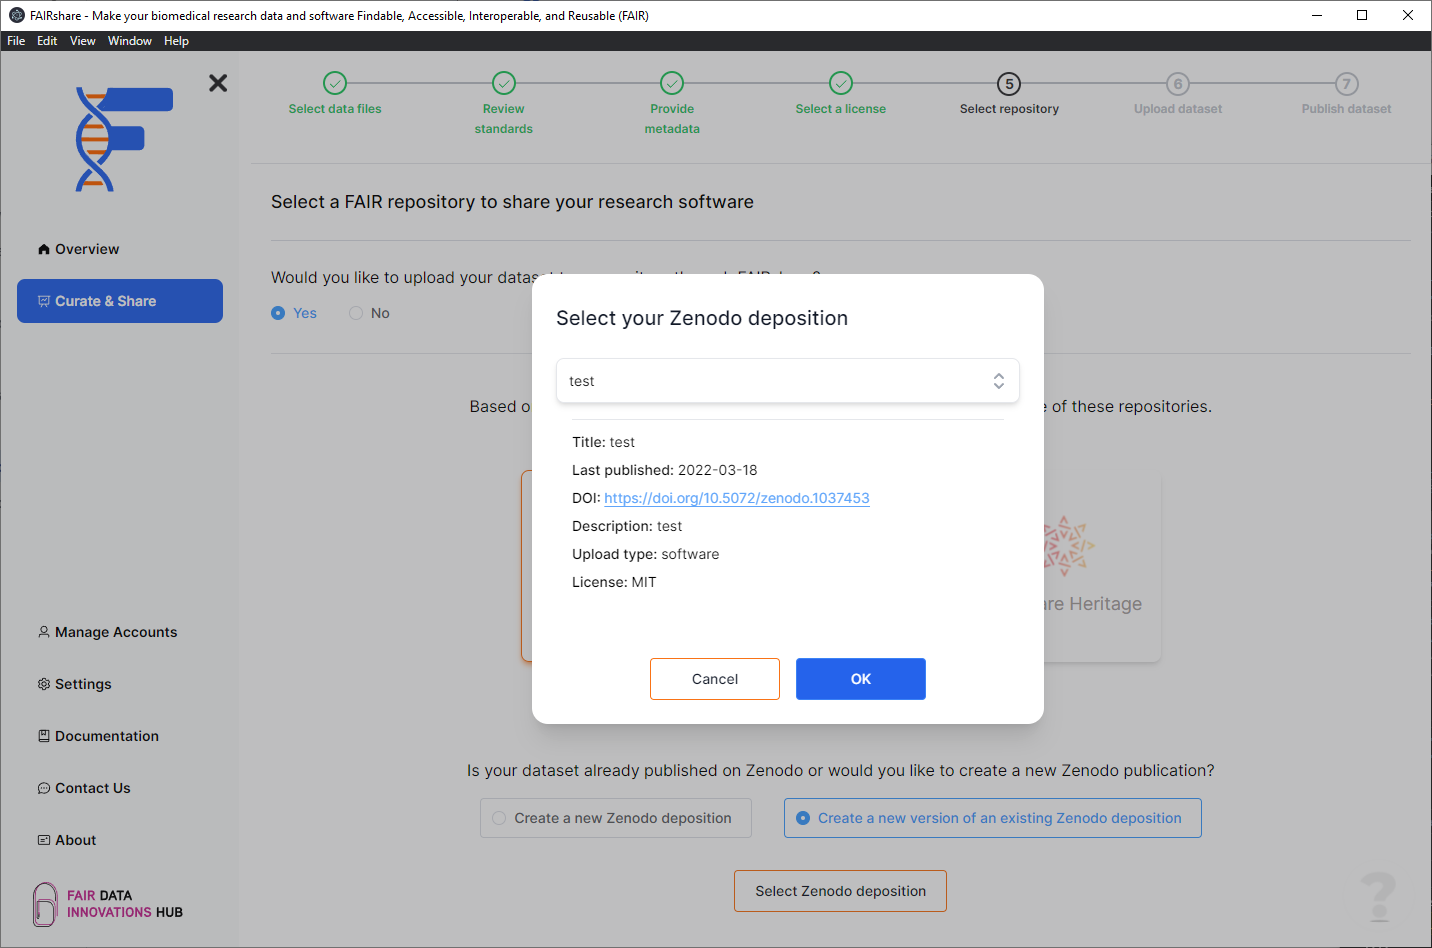 FAIRshare - Make your biomedical research data and software Findable, Accessible, Interoperable, and Reusable (FAIR)
File Edit View Window Help
Select data files
Review
standards
Provide
metadata
Select a license
5
Select repository
6
Upload dataset
7
Publish dataset
Overview
Curate & Share
Manage Accounts
Settings
Documentation
Contact Us
About
FAIR DATA
INNOVATIONS HUB
Select a FAIR repository to share your research software
Would you like to upload your dataset
Yes
No
Based o
e of these repositories.
are Heritage
Select your Zenodo deposition
test
Title: test
Last published: 2022-03-18
DOI: https://doi.org/10.5072/zenodo.1037453
Description: test
Upload type: software
License: MIT
Cancel
OK
Is your dataset already published on Zenodo or would you like to create a new Zenodo publication?
Create a new Zenodo deposition
Create a new version of an existing Zenodo deposition
Select Zenodo deposition
?